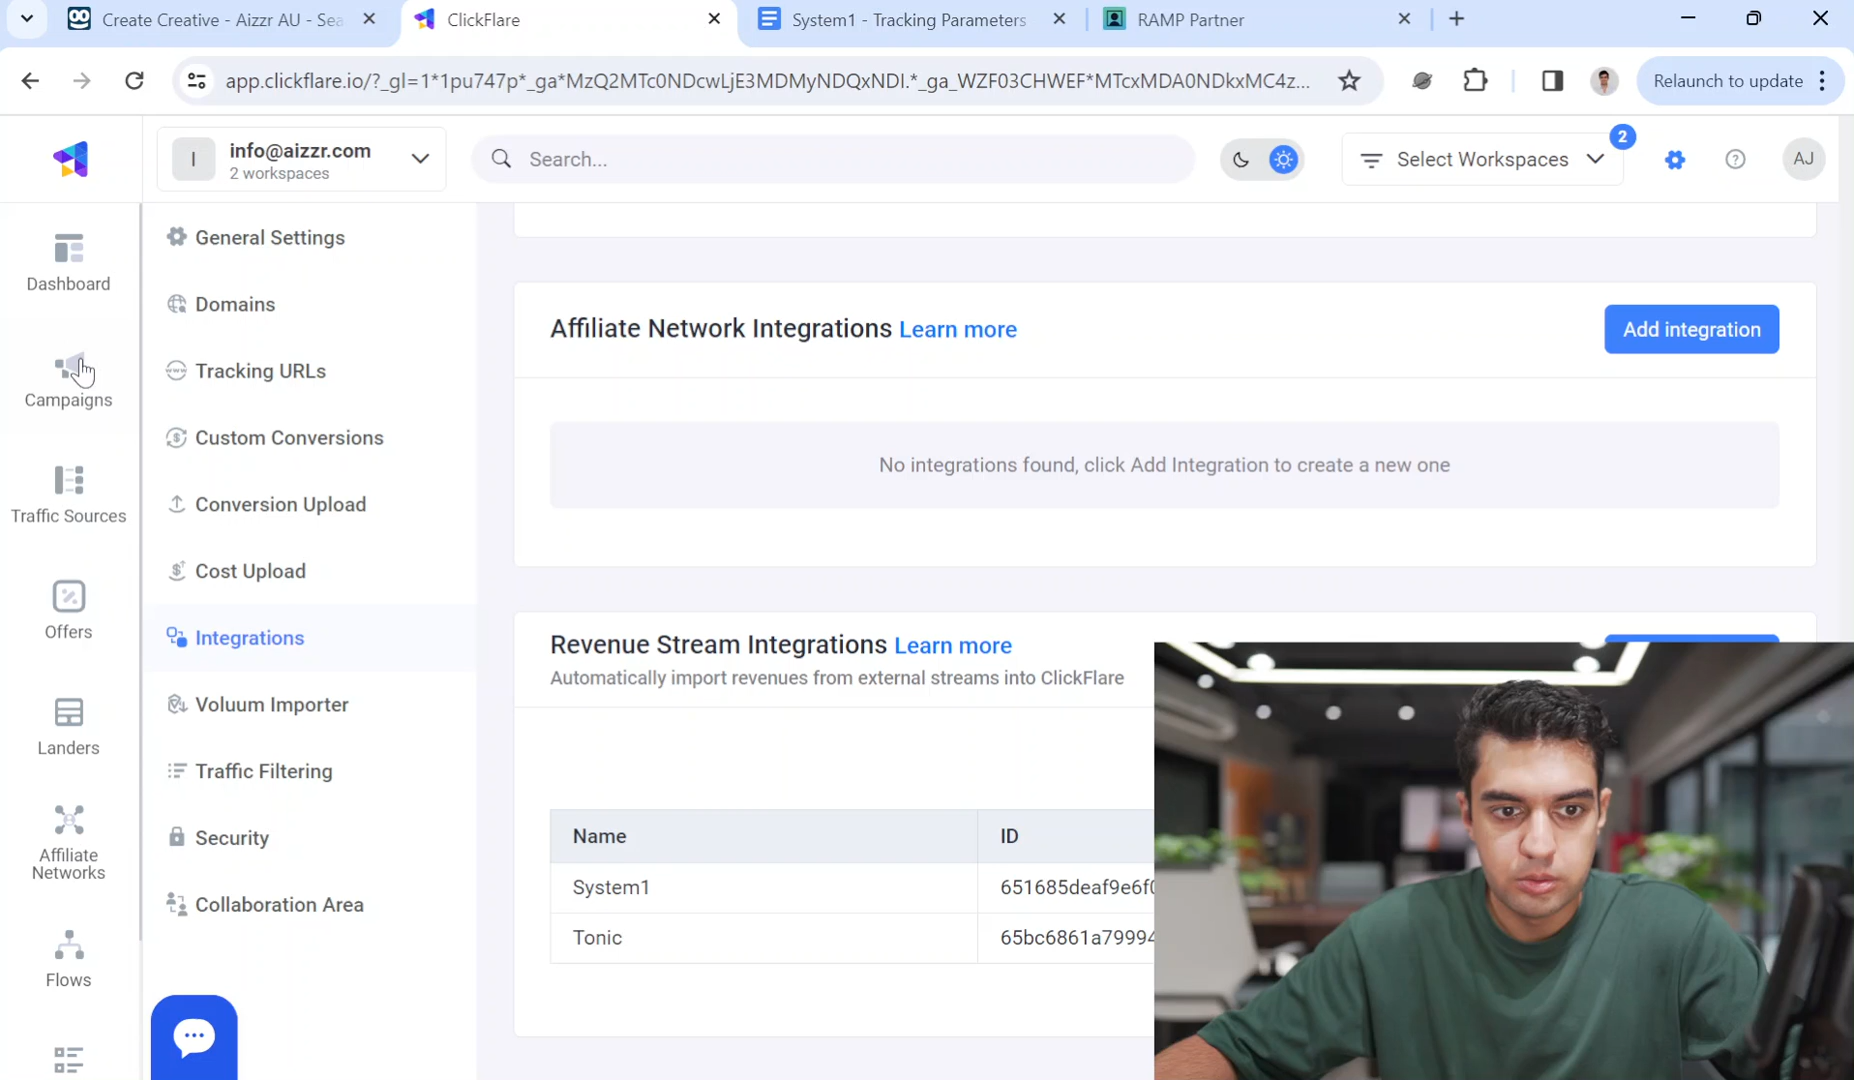 Create Creative - Aizzr AU - Sea
ClickFlare
System1 - Tracking Parameters
RAMP Partner
app.clickflare.io/?_gl=1*1pu747p*_ga*MzQ2MTc0NDcwLjE3MDMyNDQxNDI.*_ga_WZF03CHWEF*MTcxMDA0NDkxMC4z...
Relaunch to update
I
info@aizzr.com
2 workspaces
Search...
Select Workspaces
2
AJ
Dashboard
Campaigns
Traffic Sources
Offers
Landers
Affiliate
Networks
Flows
General Settings
Domains
Tracking URLs
Custom Conversions
Conversion Upload
Cost Upload
Integrations
Voluum Importer
Traffic Filtering
Security
Collaboration Area
Affiliate Network Integrations Learn more
Add integration
No integrations found, click Add Integration to create a new one
Revenue Stream Integrations Learn more
Automatically import revenues from external streams into ClickFlare
Name ID
System1 651685deaf9e6f0
Tonic 65bc6861a79994